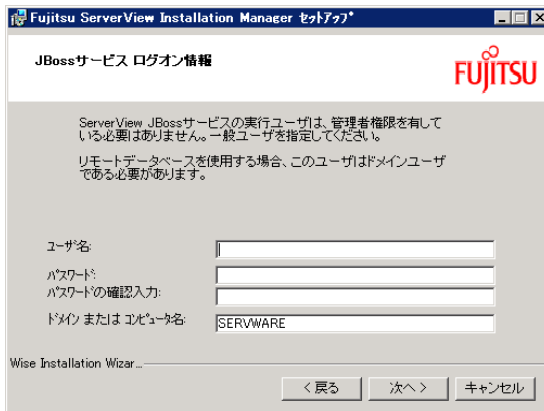 Fujitsu ServerView Installation Manager ｾｯﾄｱｯﾌﾟ
JBossサービス ログオン情報
FUJITSU
ServerView JBossサービスの実行ユーザは、管理者権限を有して
いる必要はありません。一般ユーザを指定してください。
リモートデータベースを使用する場合、このユーザはドメインユーザ
である必要があります。
ユーザ名:
パスワード:
パスワードの確認入力:
ドメイン または コンピュータ名:
SERVWARE
Wise Installation Wizar...
< 戻る
次へ >
キャンセル